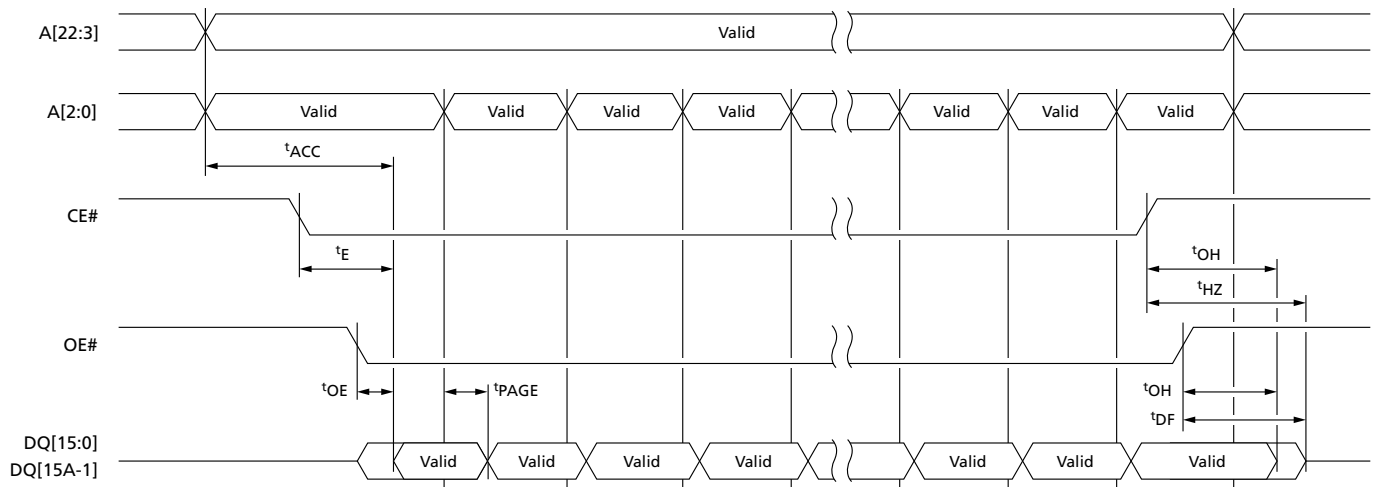 A[22:3] Valid
A[2:0] Valid Valid Valid Valid Valid Valid Valid
tACC
CE#
tE tOH
tHZ
OE#
tOE tPAGE tOH
tDF
DQ[15:0]
DQ[15A-1] Valid Valid Valid Valid Valid Valid Valid